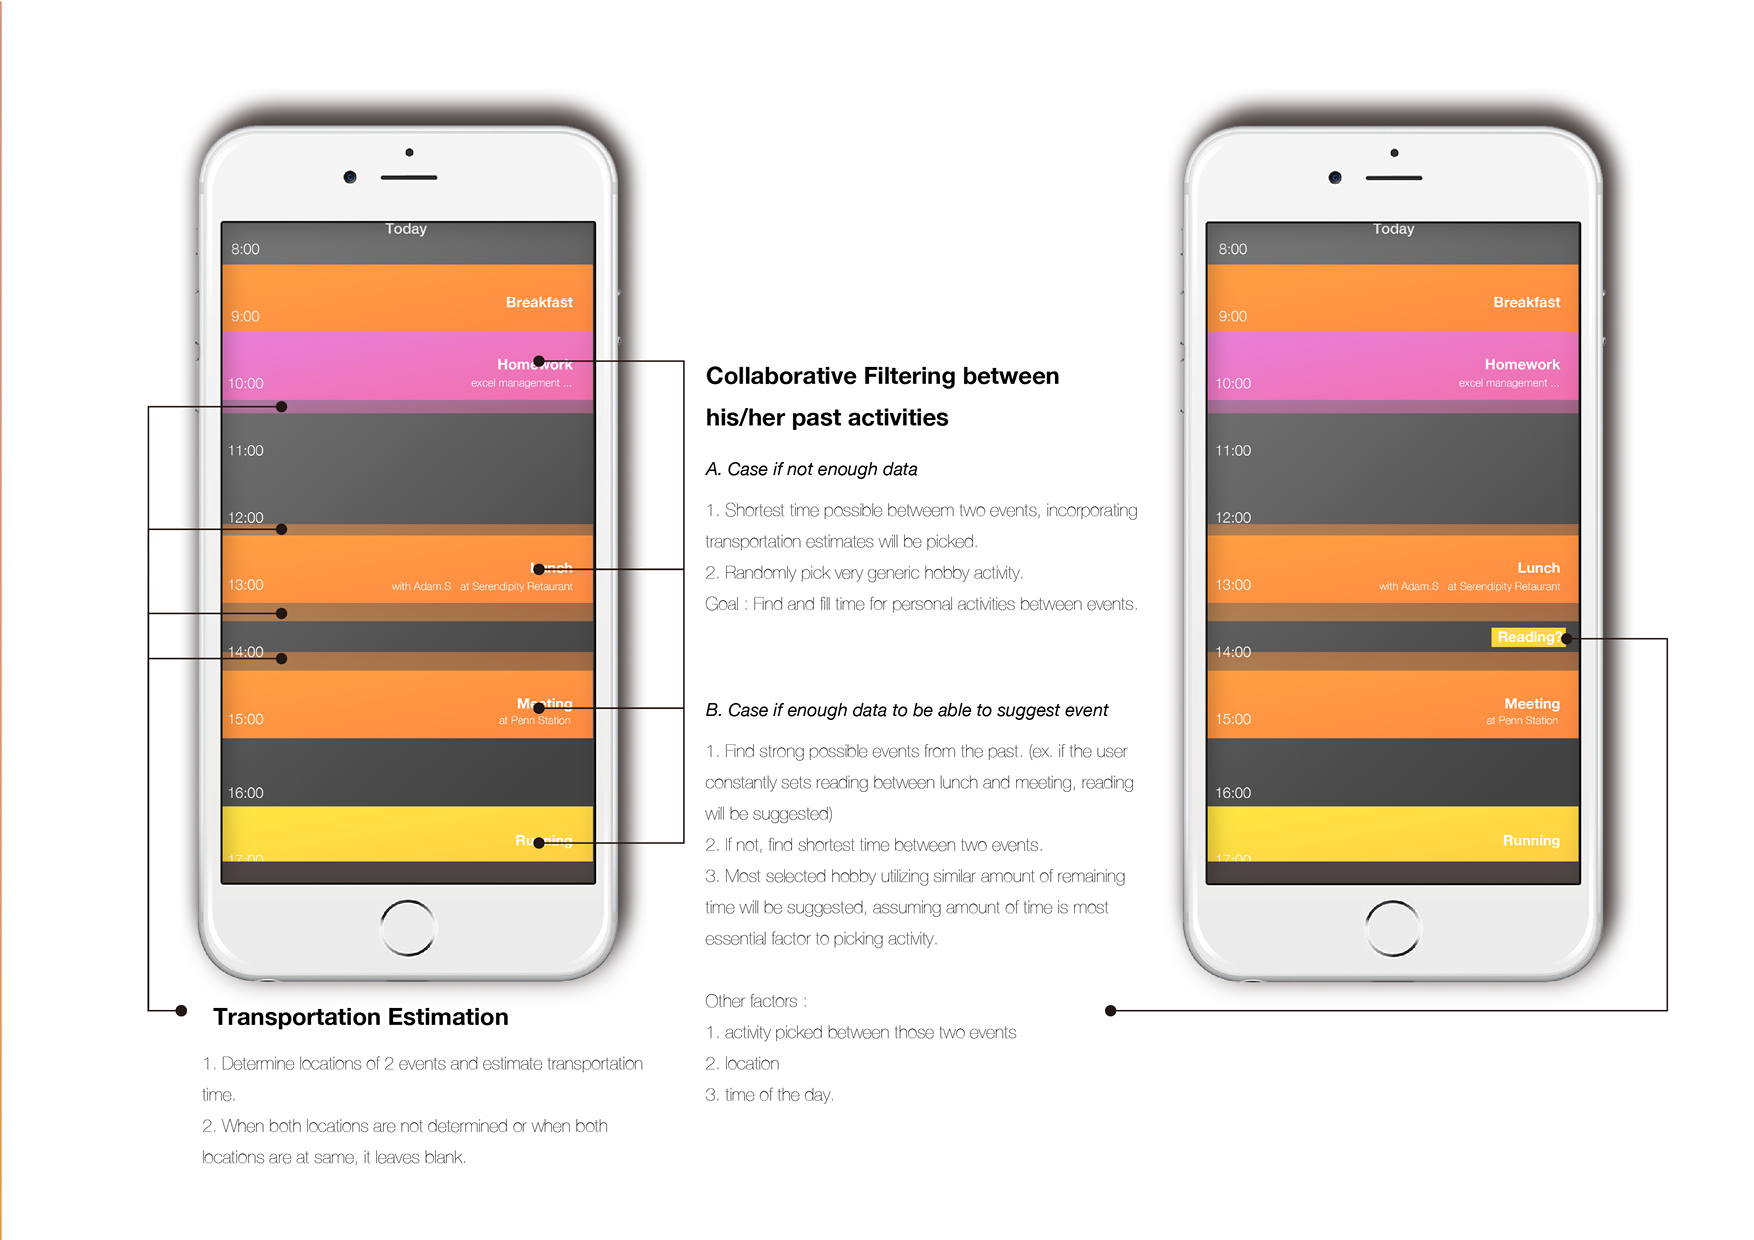 Today
8:00
Breakfast
9:00
Homework
10:00
excel management ...
11:00
12:00
Lunch
13:00
with Adam.S at Serendipity Retaurant
14:00
Meeting
15:00
at Penn Station
16:00
Running
17:00
Transportation Estimation
1. Determine locations of 2 events and estimate transportation
time.
2. When both locations are not determined or when both
locations are at same, it leaves blank.
Collaborative Filtering between
his/her past activities
A. Case if not enough data
1. Shortest time possible betweem two events, incorporating
transportation estimates will be picked.
2. Randomly pick very generic hobby activity.
Goal : Find and fill time for personal activities between events.
B. Case if enough data to be able to suggest event
1. Find strong possible events from the past. (ex. if the user
constantly sets reading between lunch and meeting, reading
will be suggested)
2. If not, find shortest time between two events.
3. Most selected hobby utilizing similar amount of remaining
time will be suggested, assuming amount of time is most
essential factor to picking activity.
Other factors :
1. activity picked between those two events
2. location
3. time of the day.
Today
8:00
Breakfast
9:00
Homework
10:00
excel management ...
11:00
12:00
Lunch
13:00
with Adam.S at Serendipity Retaurant
Reading?
14:00
Meeting
15:00
at Penn Station
16:00
Running
17:00